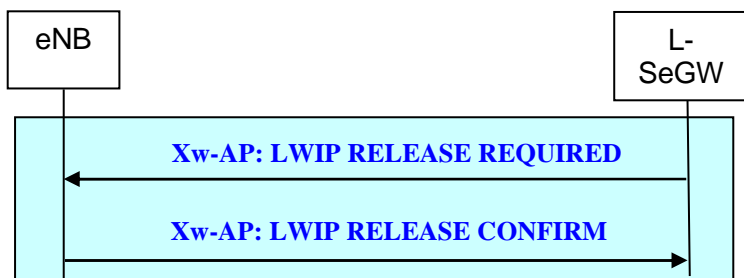 eNB
L-
SeGW
Xw-AP: LWIP RELEASE REQUIRED
Xw-AP: LWIP RELEASE CONFIRM